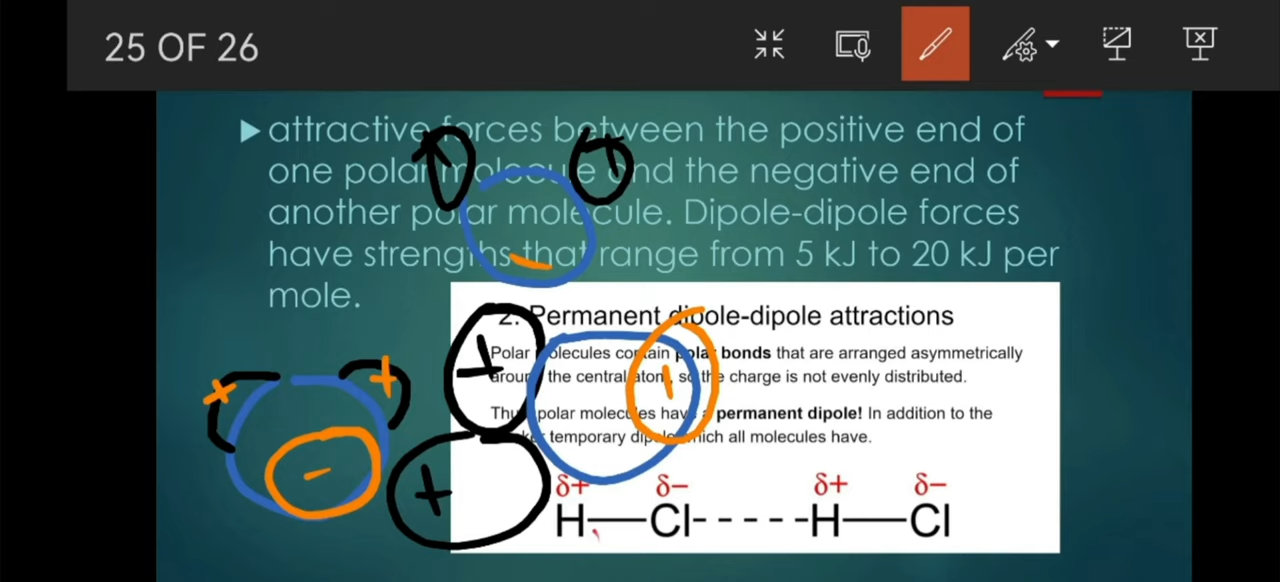 25 OF 26
attractive forces between the positive end of
one polar molecule and the negative end of
another polar molecule. Dipole-dipole forces
have strengths that range from 5 kJ to 20 kJ per
mole.
2. Permanent dipole-dipole attractions
Polar molecules contain polar bonds that are arranged asymmetrically
around the central atom, so the charge is not evenly distributed.
Thus polar molecules have a permanent dipole! In addition to the
temporary dipole which all molecules have.
δ+ δ− δ+ δ−
H—Cl-----H—Cl
+ +
−
+
−
+
−